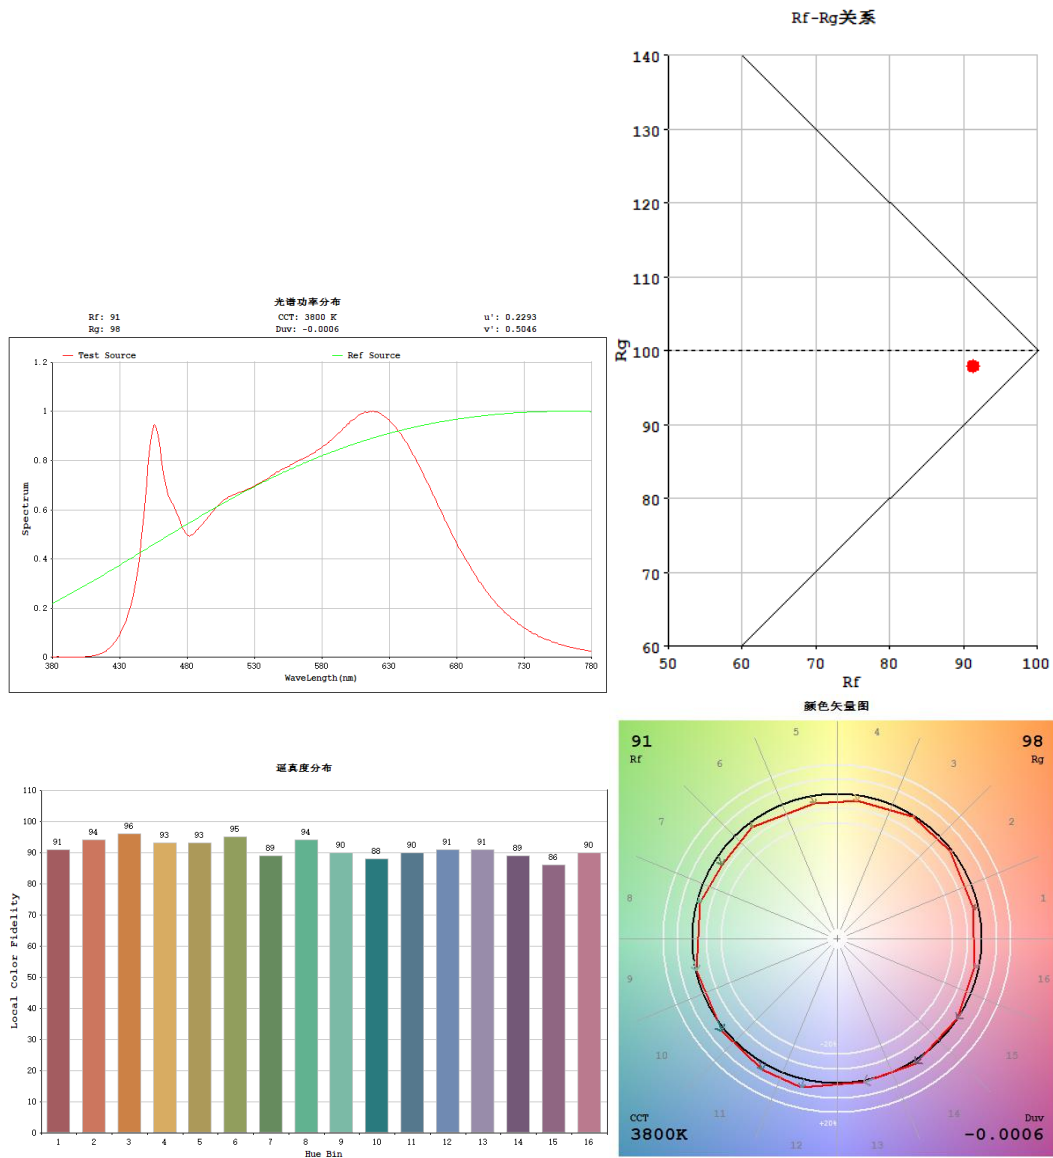 Rf-Rg关系
140
130
120
110
100
90
80
70
60
Rg
50 60 70 80 90 100
Rf
光谱功率分布
Rf: 91 CCT: 3800 K u': 0.2293
Rg: 98 Duv: -0.0006 v': 0.5046
Test Source Ref Source
1.2
1
0.8
0.6
0.4
0.2
0
Spectrum
380 430 480 530 580 630 680 730 780
WaveLength(nm)
逼真度分布
110
100
90
80
70
60
50
40
30
20
10
0
Local Color Fidelity
91 94 96 93 93 95 89 94 90 88 90 91 91 89 86 90
1 2 3 4 5 6 7 8 9 10 11 12 13 14 15 16
Hue Bin
颜色矢量图
91 98
Rf Rg
5 4
6 3
7 2
8 1
9 16
10 15
11 14
12 13
-20%
+20%
CCT Duv
3800K -0.0006